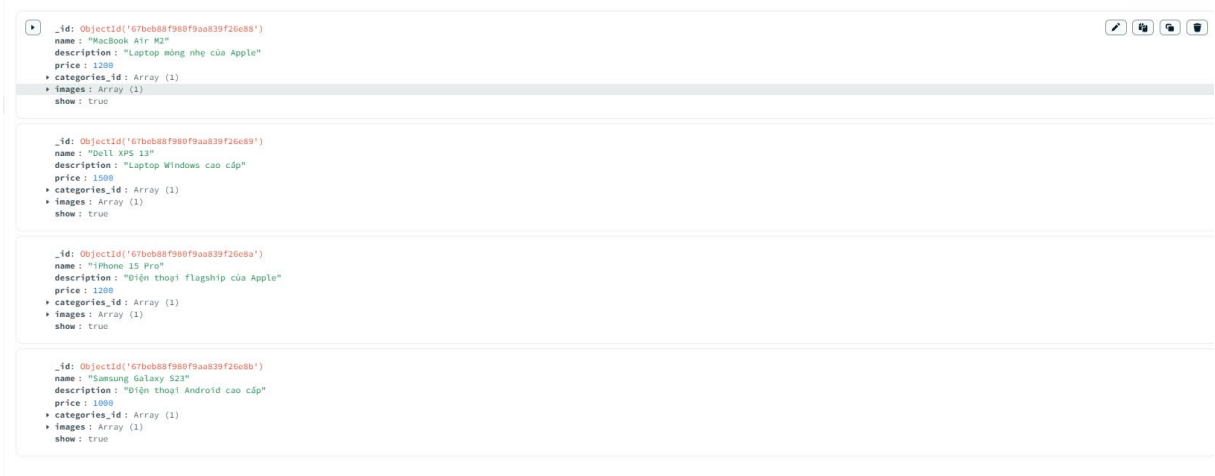 _id: ObjectId('67beb88f980f9aa839f26e88')
name : "MacBook Air M2"
description : "Laptop mỏng nhẹ của Apple"
price : 1200
categories_id : Array (1)
images : Array (1)
show : true
_id: ObjectId('67beb88f980f9aa839f26e89')
name : "Dell XPS 13"
description : "Laptop Windows cao cấp"
price : 1500
categories_id : Array (1)
images : Array (1)
show : true
_id: ObjectId('67beb88f980f9aa839f26e8a')
name : "iPhone 15 Pro"
description : "Điện thoại flagship của Apple"
price : 1200
categories_id : Array (1)
images : Array (1)
show : true
_id: ObjectId('67beb88f980f9aa839f26e8b')
name : "Samsung Galaxy S23"
description : "Điện thoại Android cao cấp"
price : 1000
categories_id : Array (1)
images : Array (1)
show : true